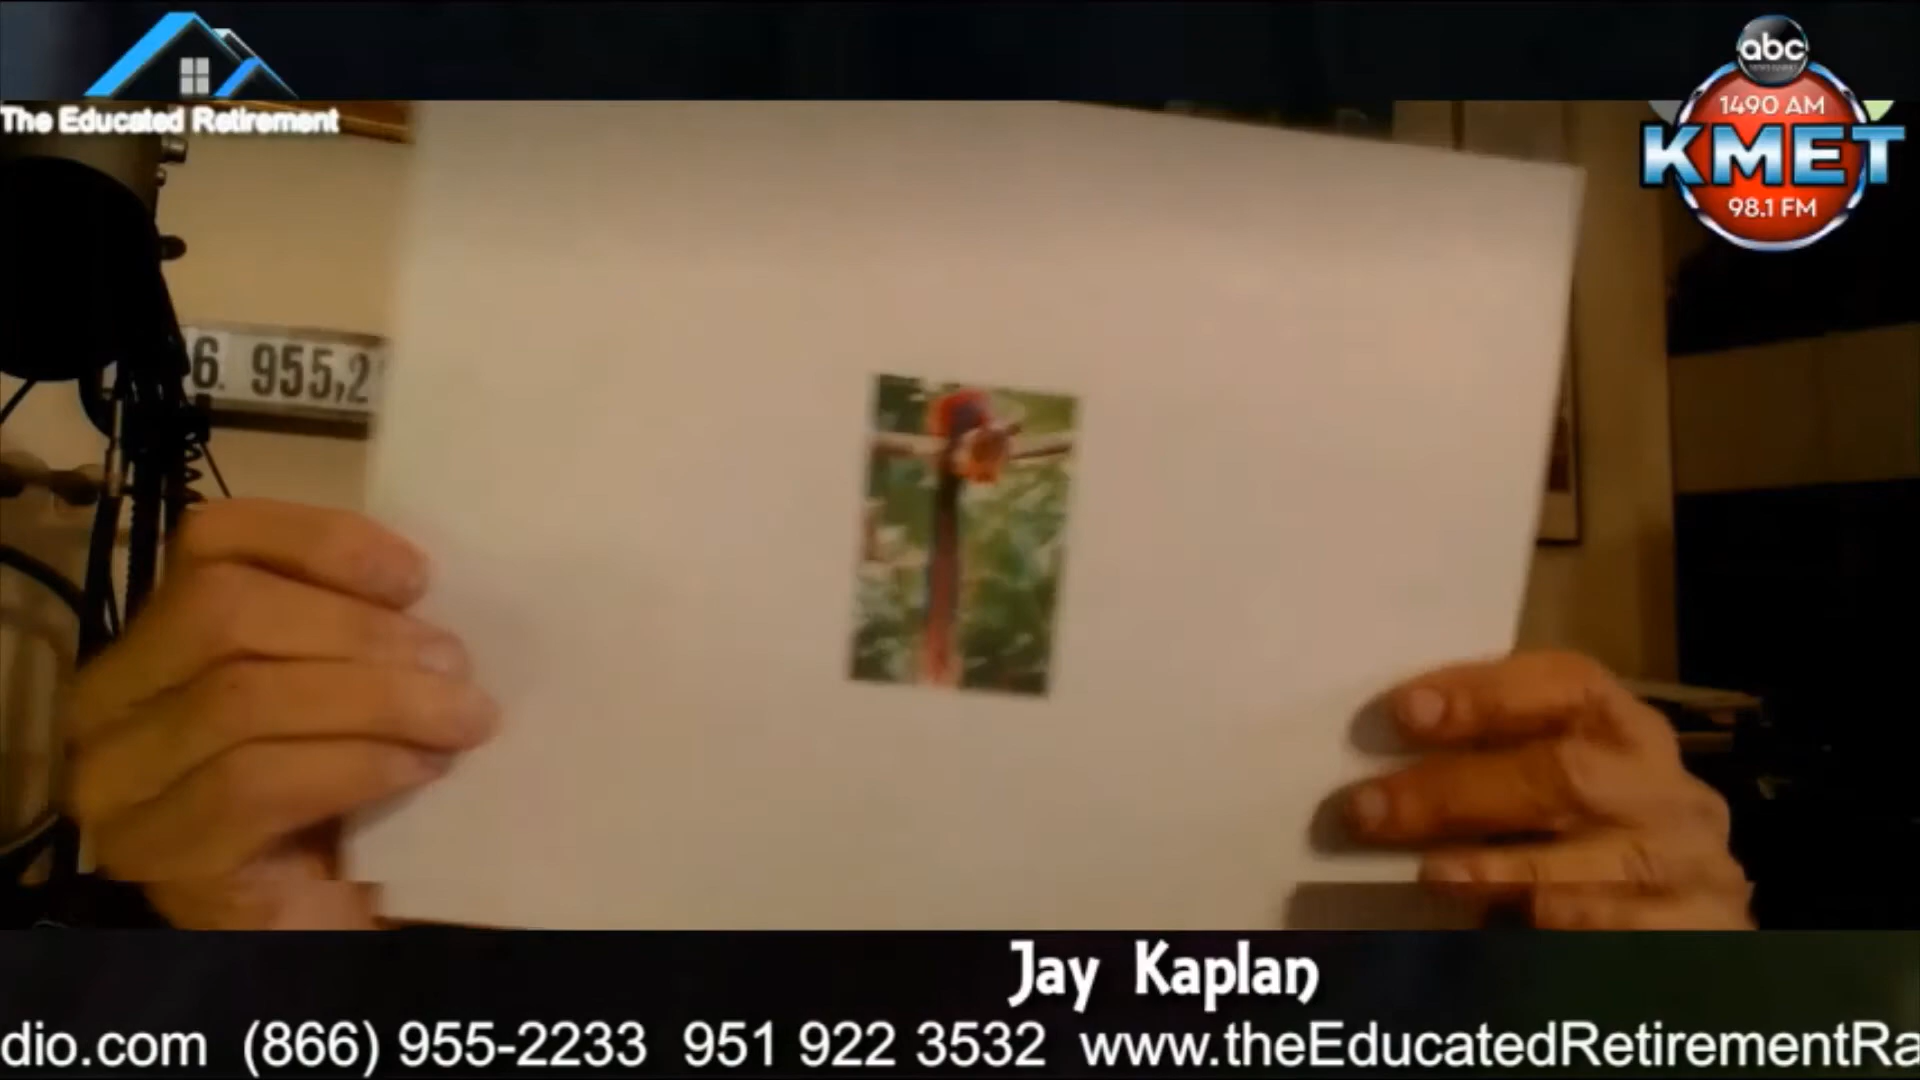 The Educated Retirement
abc
1490 AM
KMET
98.1 FM
6. 955,2
Jay Kaplan
dio.com (866) 955-2233 951 922 3532 www.theEducatedRetirementRa